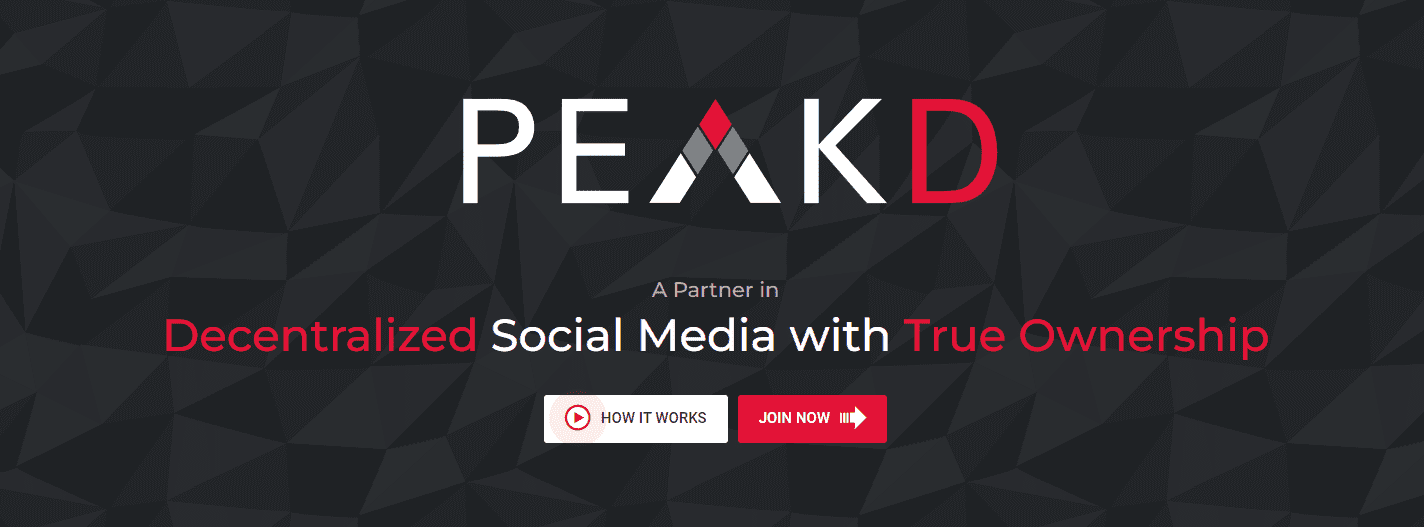 PEAKD
A Partner in
Decentralized Social Media with True Ownership
HOW IT WORKS
JOIN NOW